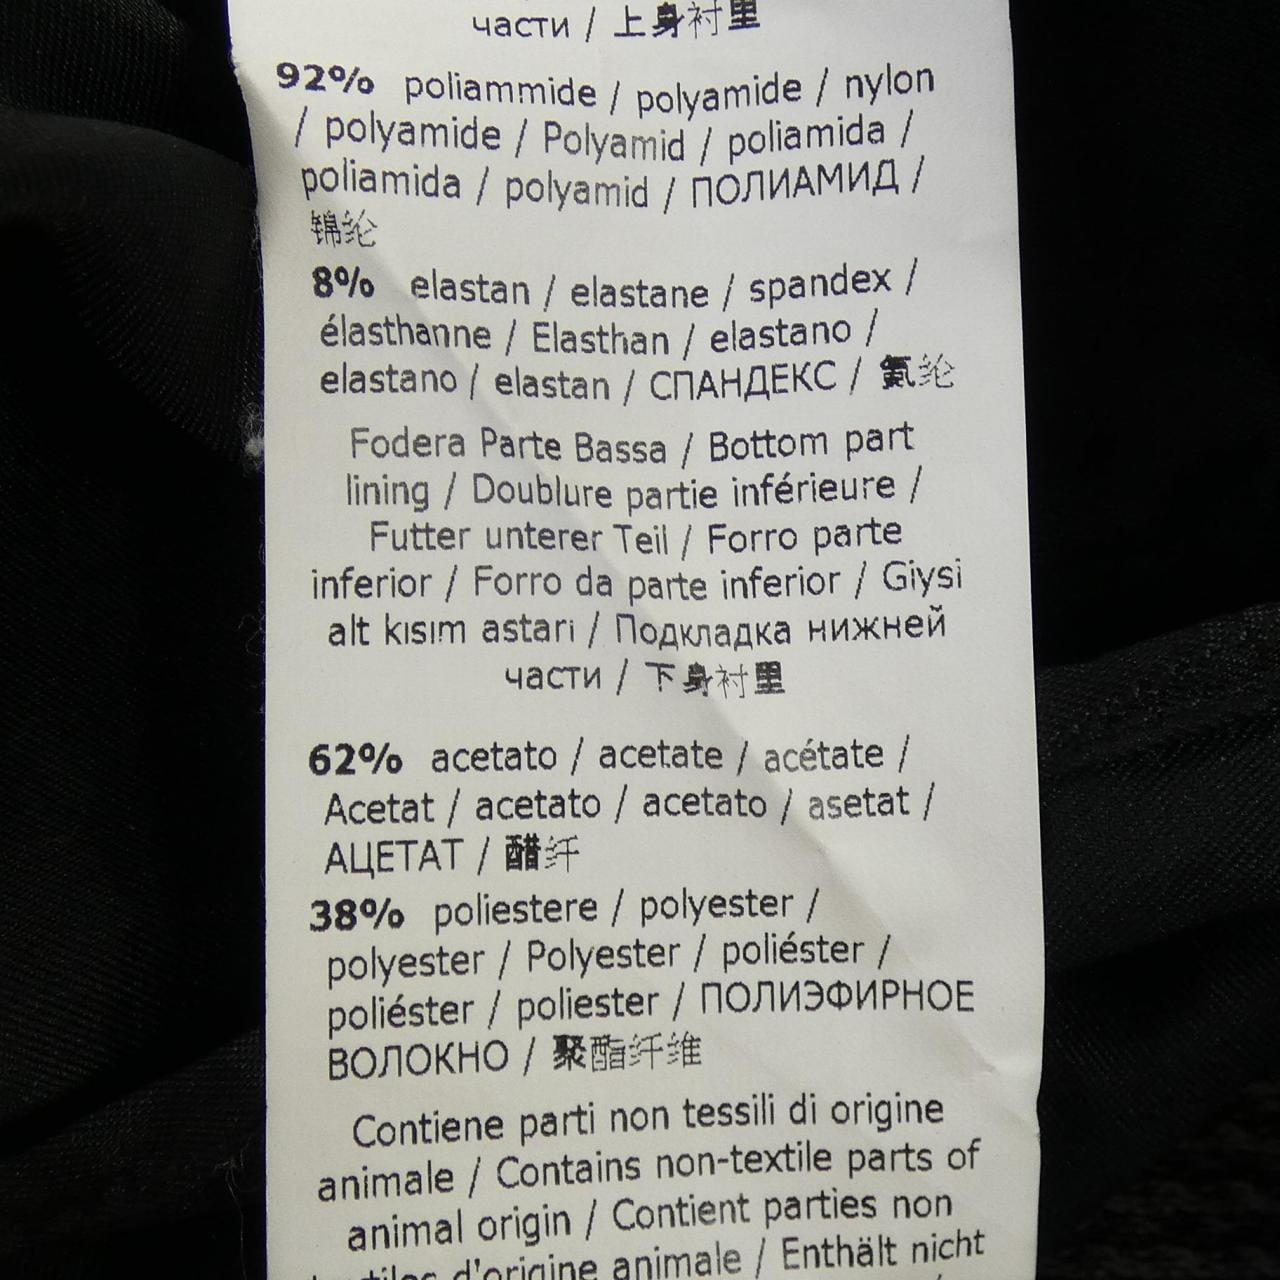 части / 上身衬里
92% poliammide / polyamide / nylon
/ polyamide / Polyamid / poliamida /
poliamida / polyamid / ПОЛИАМИД /
锦纶
8% elastan / elastane / spandex /
élasthanne / Elasthan / elastano /
elastano / elastan / СПАНДЕКС / 氨纶
Fodera Parte Bassa / Bottom part
lining / Doublure partie inférieure /
Futter unterer Teil / Forro parte
inferior / Forro da parte inferior / Giysi
alt kısım astarı / Подкладка нижней
части / 下身衬里
62% acetato / acetate / acétate /
Acetat / acetato / acetato / asetat /
АЦЕТАТ / 醋纤
38% poliestere / polyester /
polyester / Polyester / poliéster /
poliéster / poliester / ПОЛИЭФИРНОЕ
ВОЛОКНО / 聚酯纤维
Contiene parti non tessili di origine
animale / Contains non-textile parts of
animal origin / Contient parties non
textiles d'origine animale / Enthält nicht